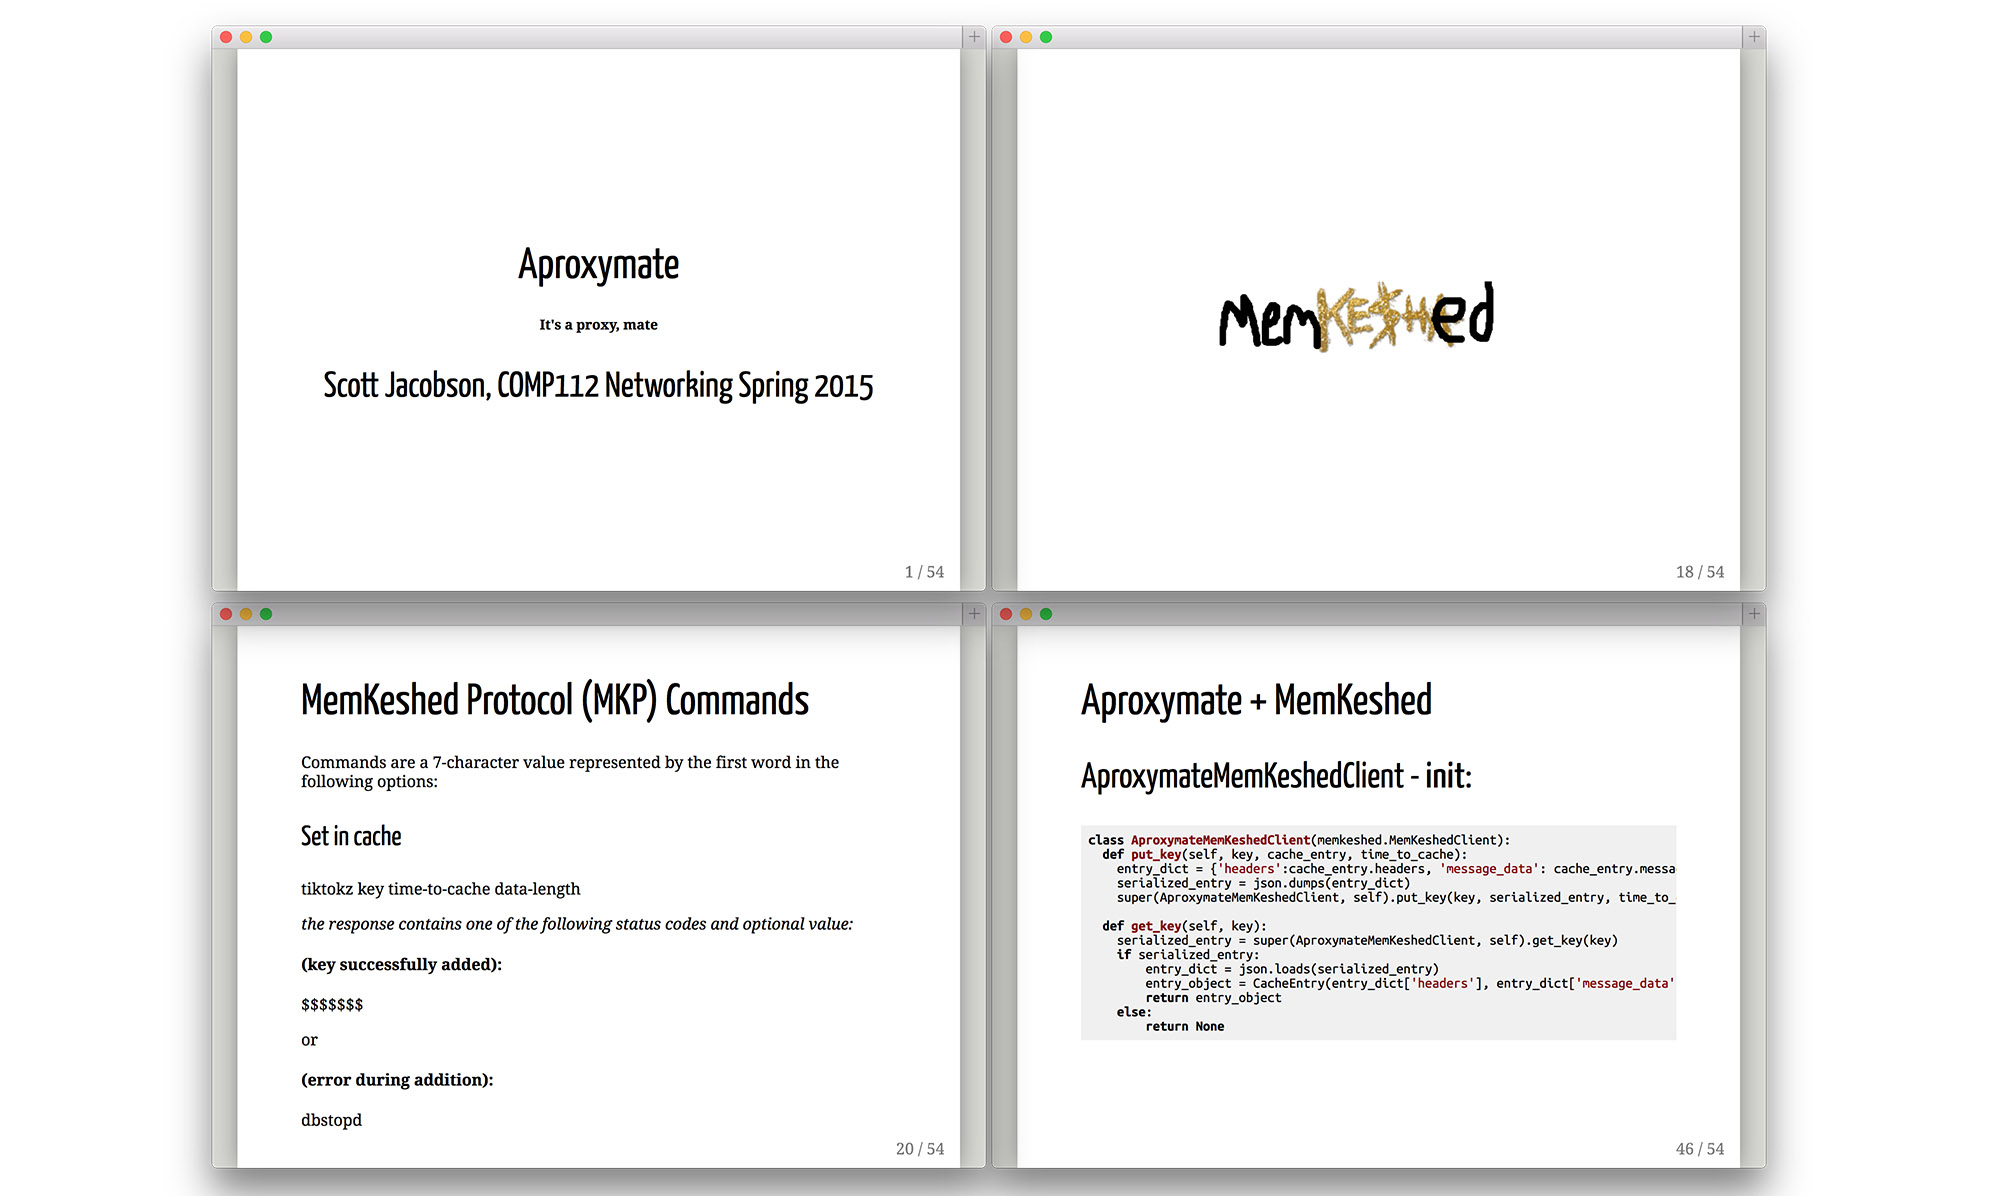 Aproxymate
It's a proxy, mate
Scott Jacobson, COMP112 Networking Spring 2015
1 / 54
MemKE$Hed
18 / 54
MemKeshed Protocol (MKP) Commands
Commands are a 7-character value represented by the first word in the
following options:
Set in cache
tiktokz key time-to-cache data-length
the response contains one of the following status codes and optional value:
(key successfully added):
$$$$$$$
or
(error during addition):
dbstopd
20 / 54
Aproxymate + MemKeshed
AproxymateMemKeshedClient - init:
class AproxymateMemKeshedClient(memkeshed.MemKeshedClient):
  def put_key(self, key, cache_entry, time_to_cache):
    entry_dict = {'headers':cache_entry.headers, 'message_data': cache_entry.messa
    serialized_entry = json.dumps(entry_dict)
    super(AproxymateMemKeshedClient, self).put_key(key, serialized_entry, time_to_
  def get_key(self, key):
    serialized_entry = super(AproxymateMemKeshedClient, self).get_key(key)
    if serialized_entry:
        entry_dict = json.loads(serialized_entry)
        entry_object = CacheEntry(entry_dict['headers'], entry_dict['message_data'
        return entry_object
    else:
        return None
46 / 54